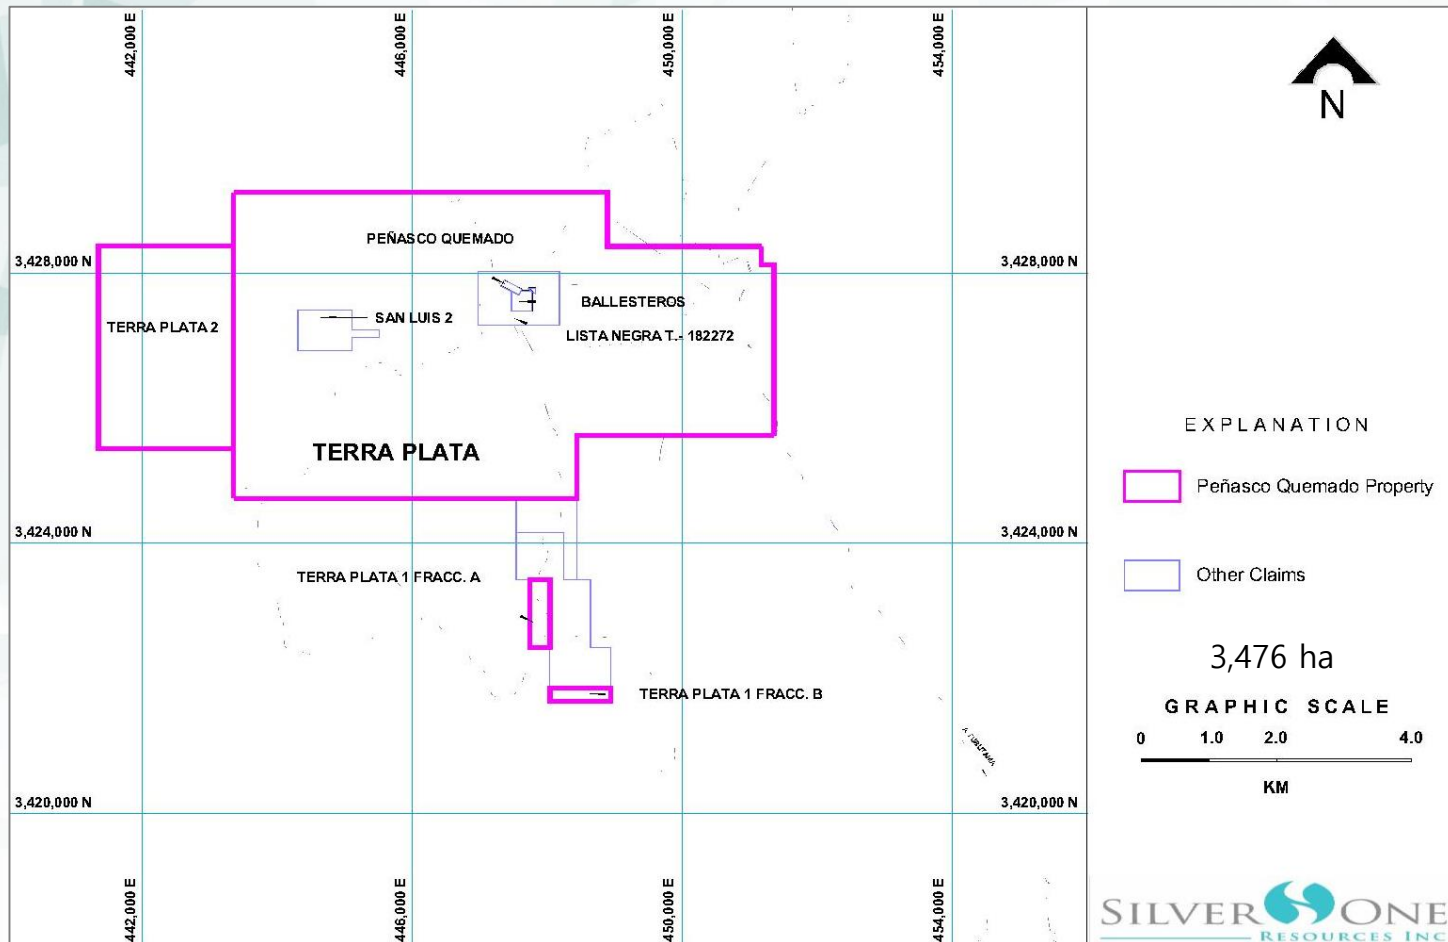 442,000 E
446,000 E
450,000 E
454,000 E
N
PEÑASCO QUEMADO
3,428,000 N
3,428,000 N
BALLESTEROS
SAN LUIS 2
TERRA PLATA 2
LISTA NEGRA T.- 182272
EXPLANATION
TERRA PLATA
Peñasco Quemado Property
3,424,000 N
3,424,000 N
TERRA PLATA 1 FRACC. A
Other Claims
3,476 ha
TERRA PLATA 1 FRACC. B
GRAPHIC SCALE
0 1.0 2.0 4.0
KM
3,420,000 N
3,420,000 N
442,000 E
446,000 E
450,000 E
454,000 E
SILVER ONE
RESOURCES INC